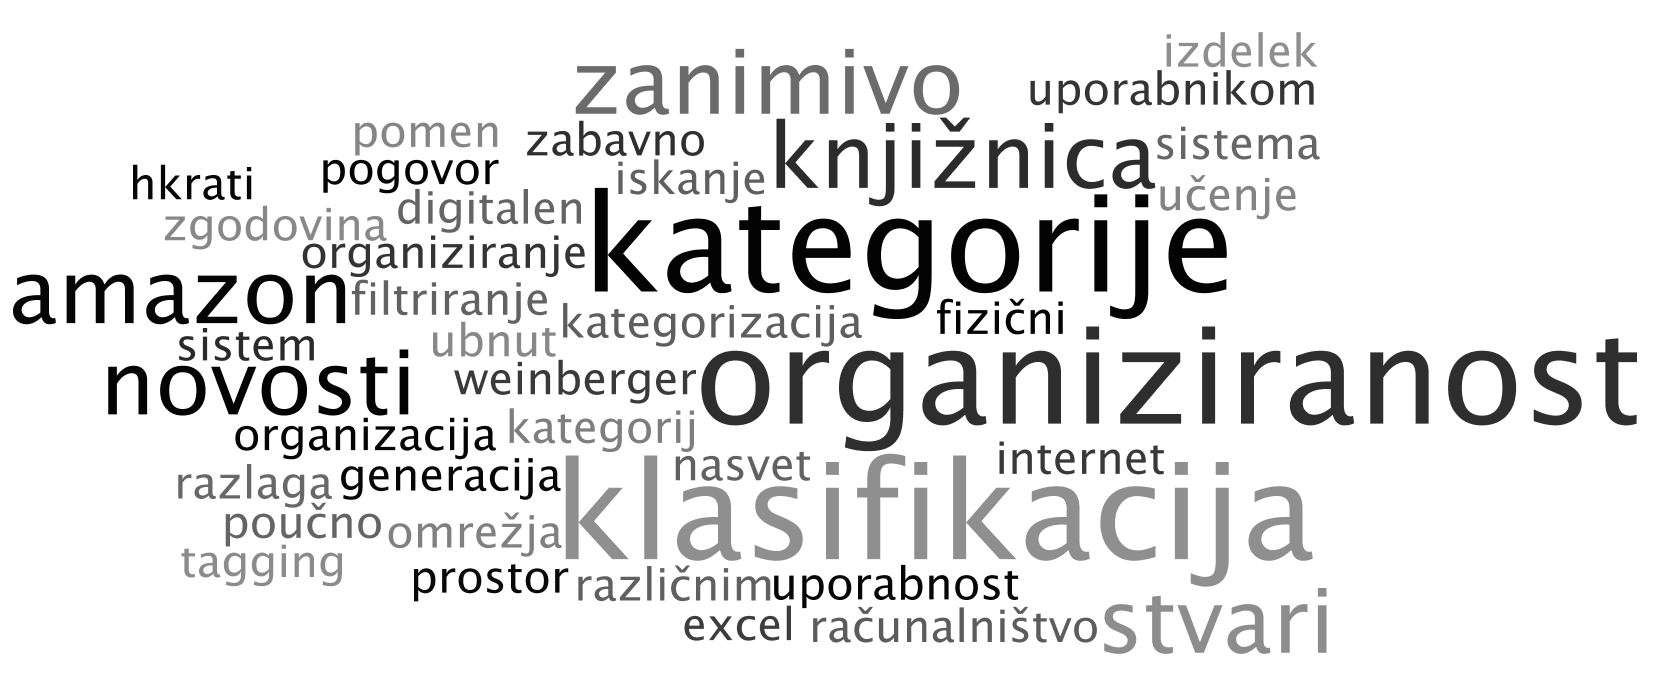 izdelek
zanimivo
uporabnikom
pomen
zabavno
knjižnica
sistema
pogovor
iskanje
hkrati
učenje
zgodovina
digitalen
kategorije
organiziranje
amazon
filtriranje
kategorizacija
fizični
sistem
ubnut
novosti
weinberger
organiziranost
organizacija
kategorij
internet
razlaga
generacija
nasvet
klasifikacija
poučno
omrežja
tagging
prostor
različnim
uporabnost
excel
računalništvo
stvari